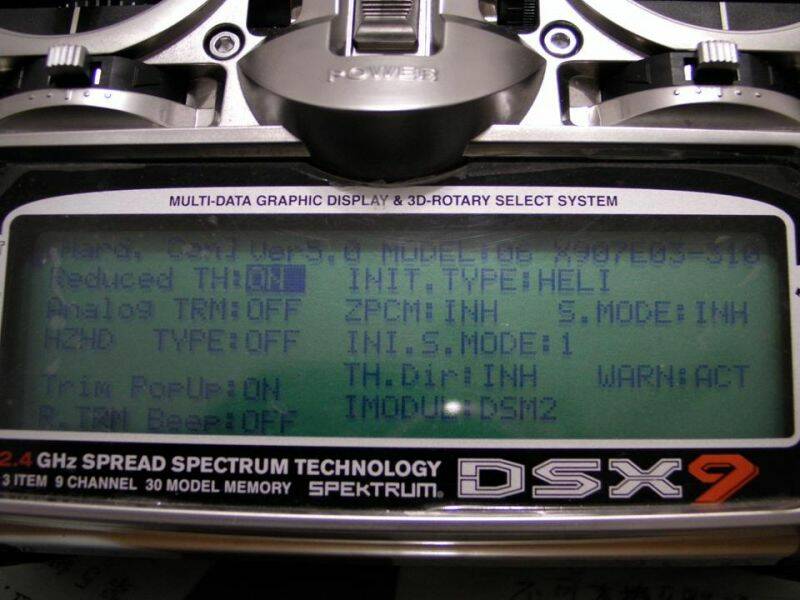 POWER
MULTI-DATA GRAPHIC DISPLAY & 3D-ROTARY SELECT SYSTEM
Ver5.0 MODEL:06 X907E03-310
Reduced TH:ON INIT.TYPE:HELI
Analog TRM:OFF ZPCM:INH S.MODE:INH
HZHD TYPE:OFF INI.S.MODE:1
Trim PopUp:ON TH.Dir:INH WARN:ACT
R.TRM Beep:OFF IMODUL:DSM2
2.4 GHz SPREAD SPECTRUM TECHNOLOGY
3 ITEM 9 CHANNEL 30 MODEL MEMORY SPEKTRUM
DSX9